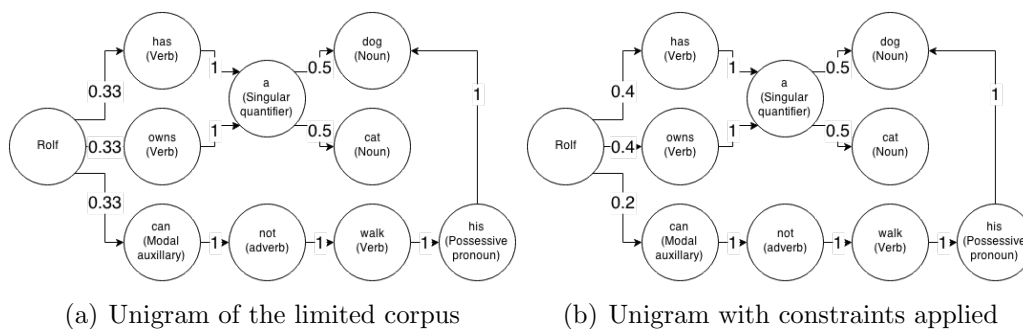 has
(Verb)
dog
(Noun)
1
0.5
0.33
a
(Singular
quantifier)
Rolf
0.33
owns
(Verb)
1
0.5
cat
(Noun)
1
0.33
can
(Modal
auxillary)
1
not
(adverb)
1
walk
(Verb)
1
his
(Possessive
pronoun)
(a) Unigram of the limited corpus
has
(Verb)
dog
(Noun)
1
0.5
0.4
a
(Singular
quantifier)
Rolf
0.4
owns
(Verb)
1
0.5
cat
(Noun)
1
0.2
can
(Modal
auxillary)
1
not
(adverb)
1
walk
(Verb)
1
his
(Possessive
pronoun)
(b) Unigram with constraints applied